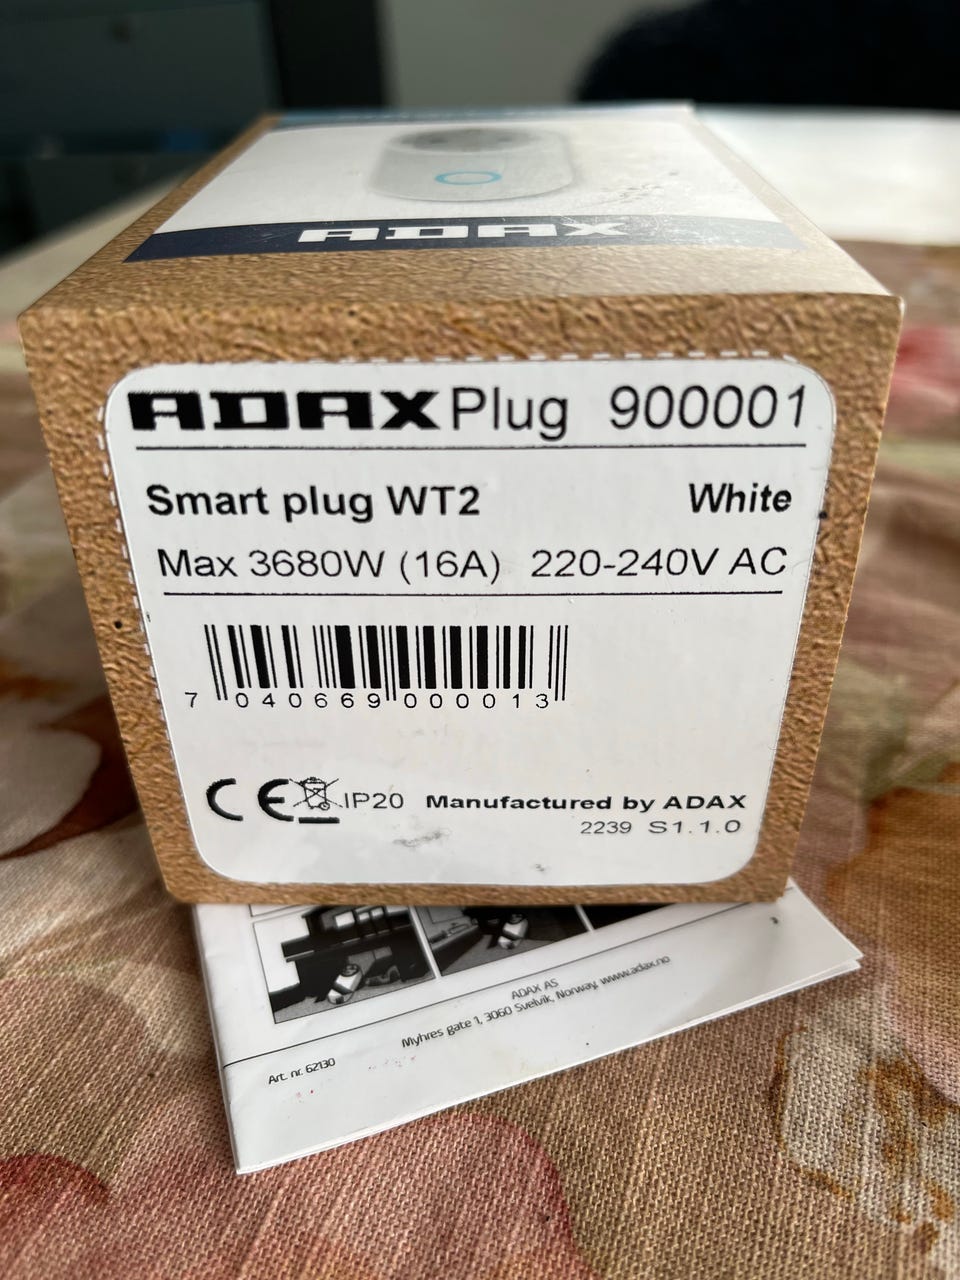 ADAX
ADAX Plug 900001
Smart plug WT2 White
Max 3680W (16A) 220-240V AC
7 040669 000013
CE IP20 Manufactured by ADAX
2239 S1.1.0
ADAX AS
Myhres gate 1, 3060 Svelvik, Norway, www.adax.no
Art. nr. 62130